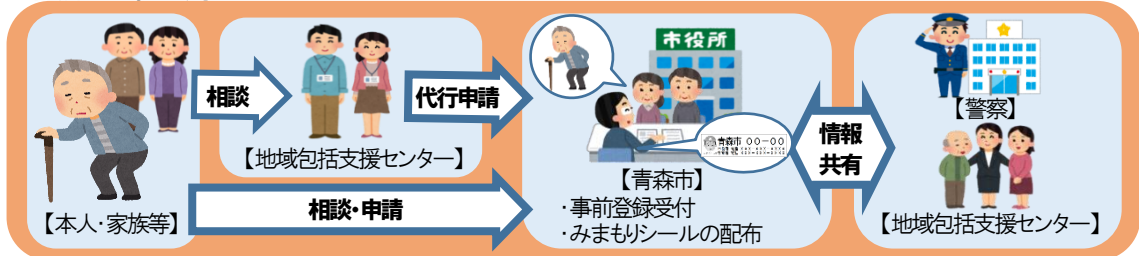 相談
代行申請
相談・申請
【本人・家族等】
【地域包括支援センター】
市役所
青森市 00-00
【青森市】
・事前登録受付
・みまもりシールの配布
情報
共有
【警察】
【地域包括支援センター】